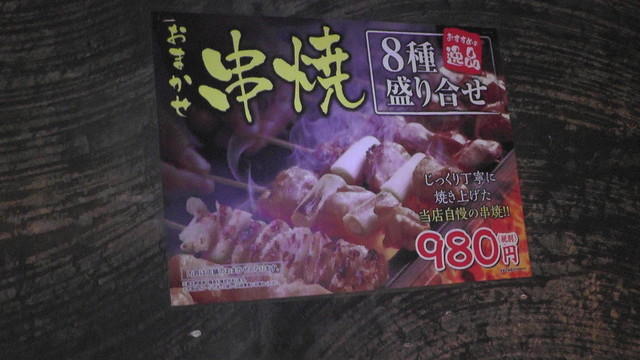 おまかせ
串焼
8種
盛り合せ
おすすめの
逸品
じっくり丁寧に
焼き上げた
当店自慢の串焼!!
980円
(税別)